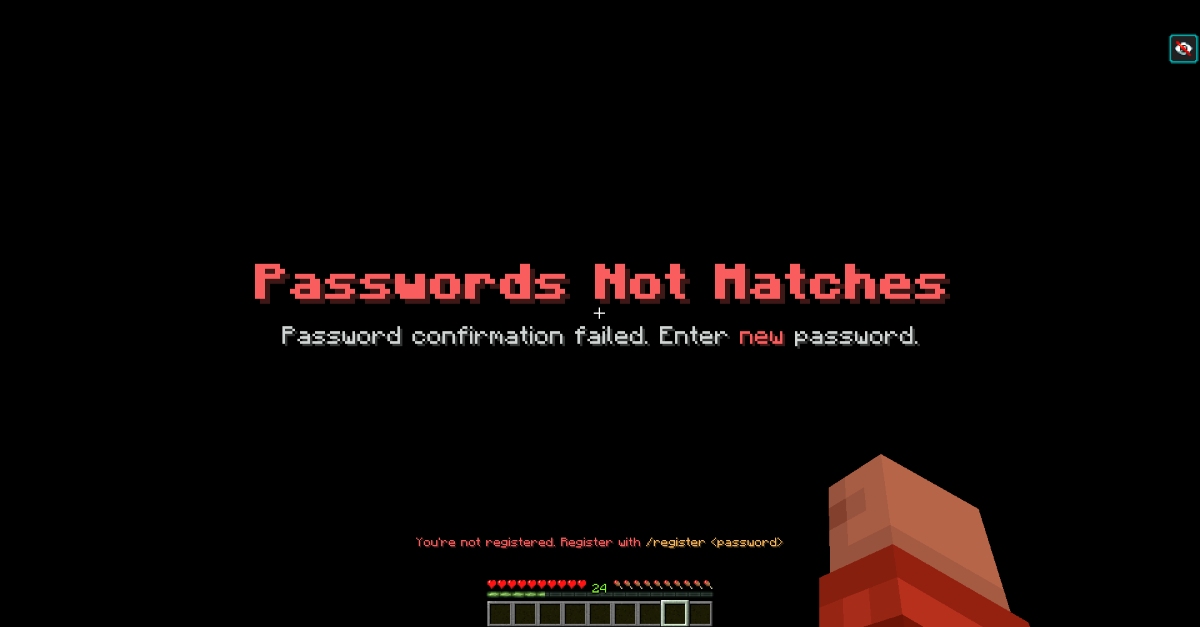 Passwords Not Matches
Password confirmation failed. Enter new password.
You're not registered. Register with /register <password>
24